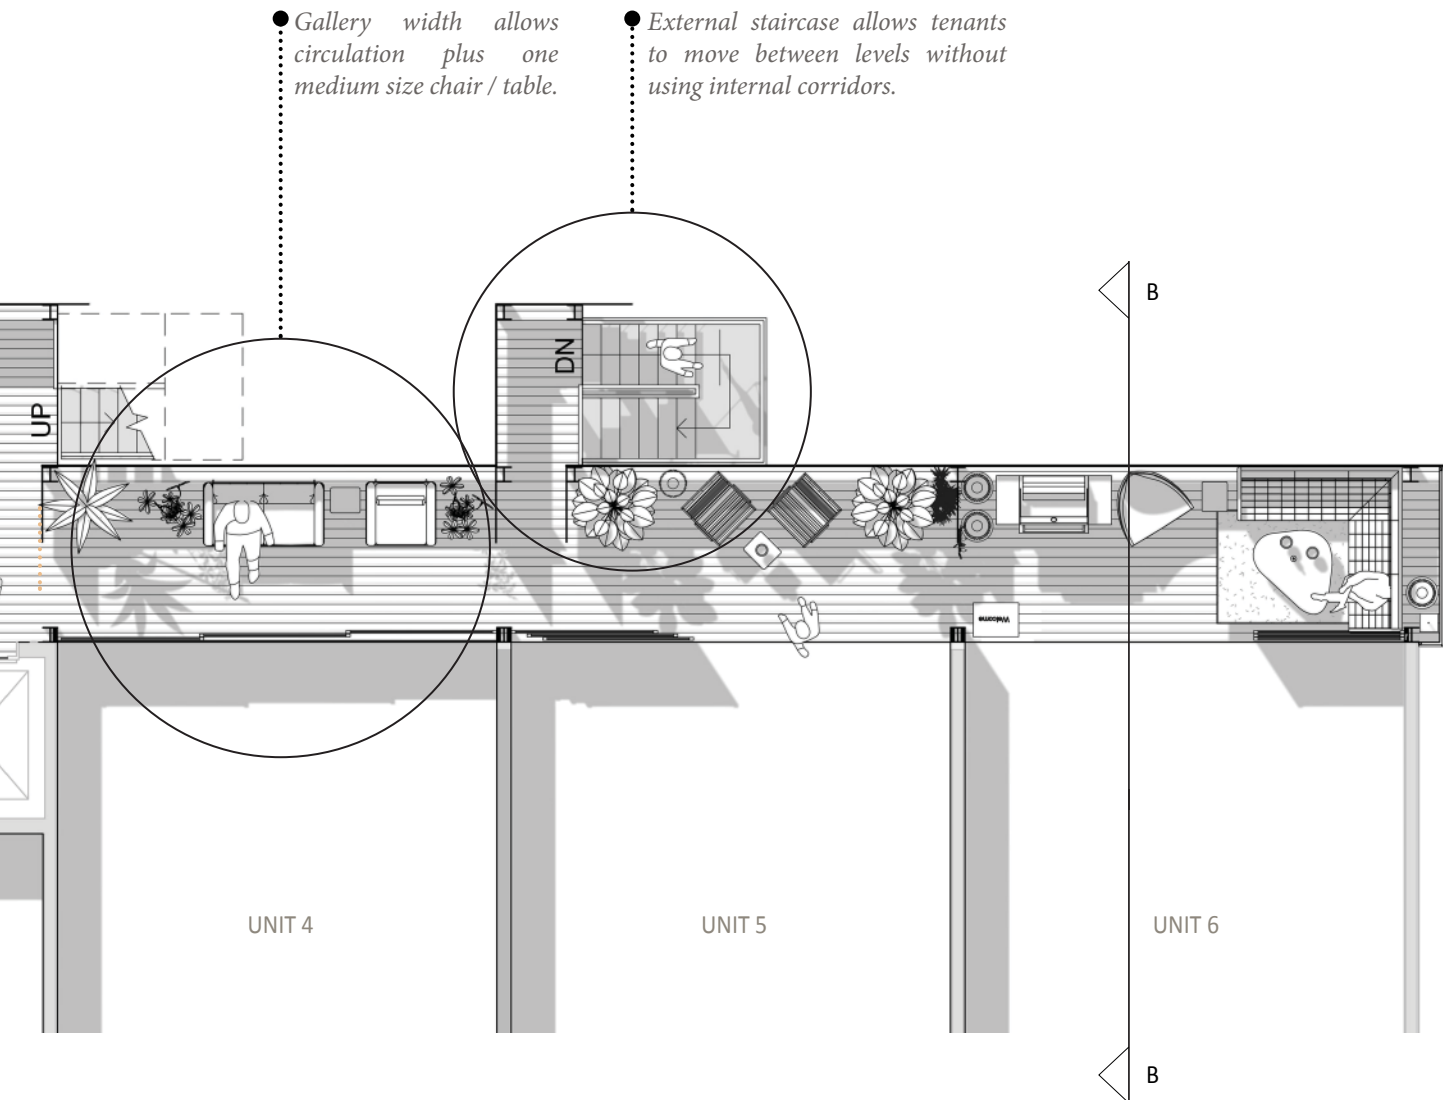 Gallery width allows
circulation plus one
medium size chair / table.
External staircase allows tenants
to move between levels without
using internal corridors.
B
DN
UP
Welcome
UNIT 4
UNIT 5
UNIT 6
B